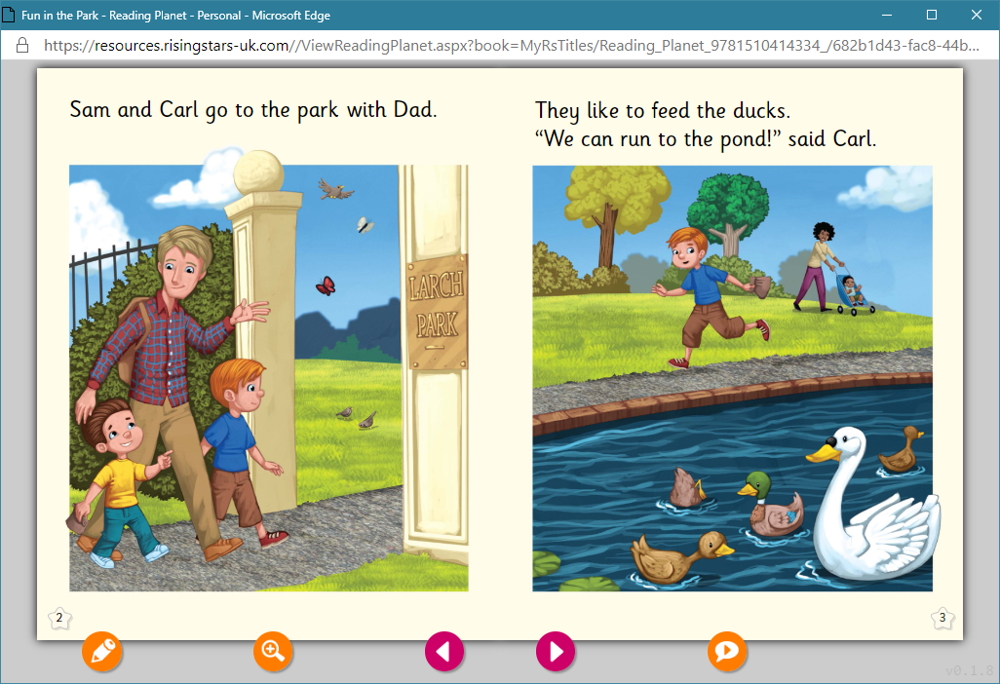 Fun in the Park - Reading Planet - Personal - Microsoft Edge
https://resources.risingstars-uk.com//ViewReadingPlanet.aspx?book=MyRsTitles/Reading_Planet_9781510414334_/682b1d43-fac8-44b...
Sam and Carl go to the park with Dad.
LARCH
PARK
2
They like to feed the ducks.
“We can run to the pond!” said Carl.
3
v0.1.8